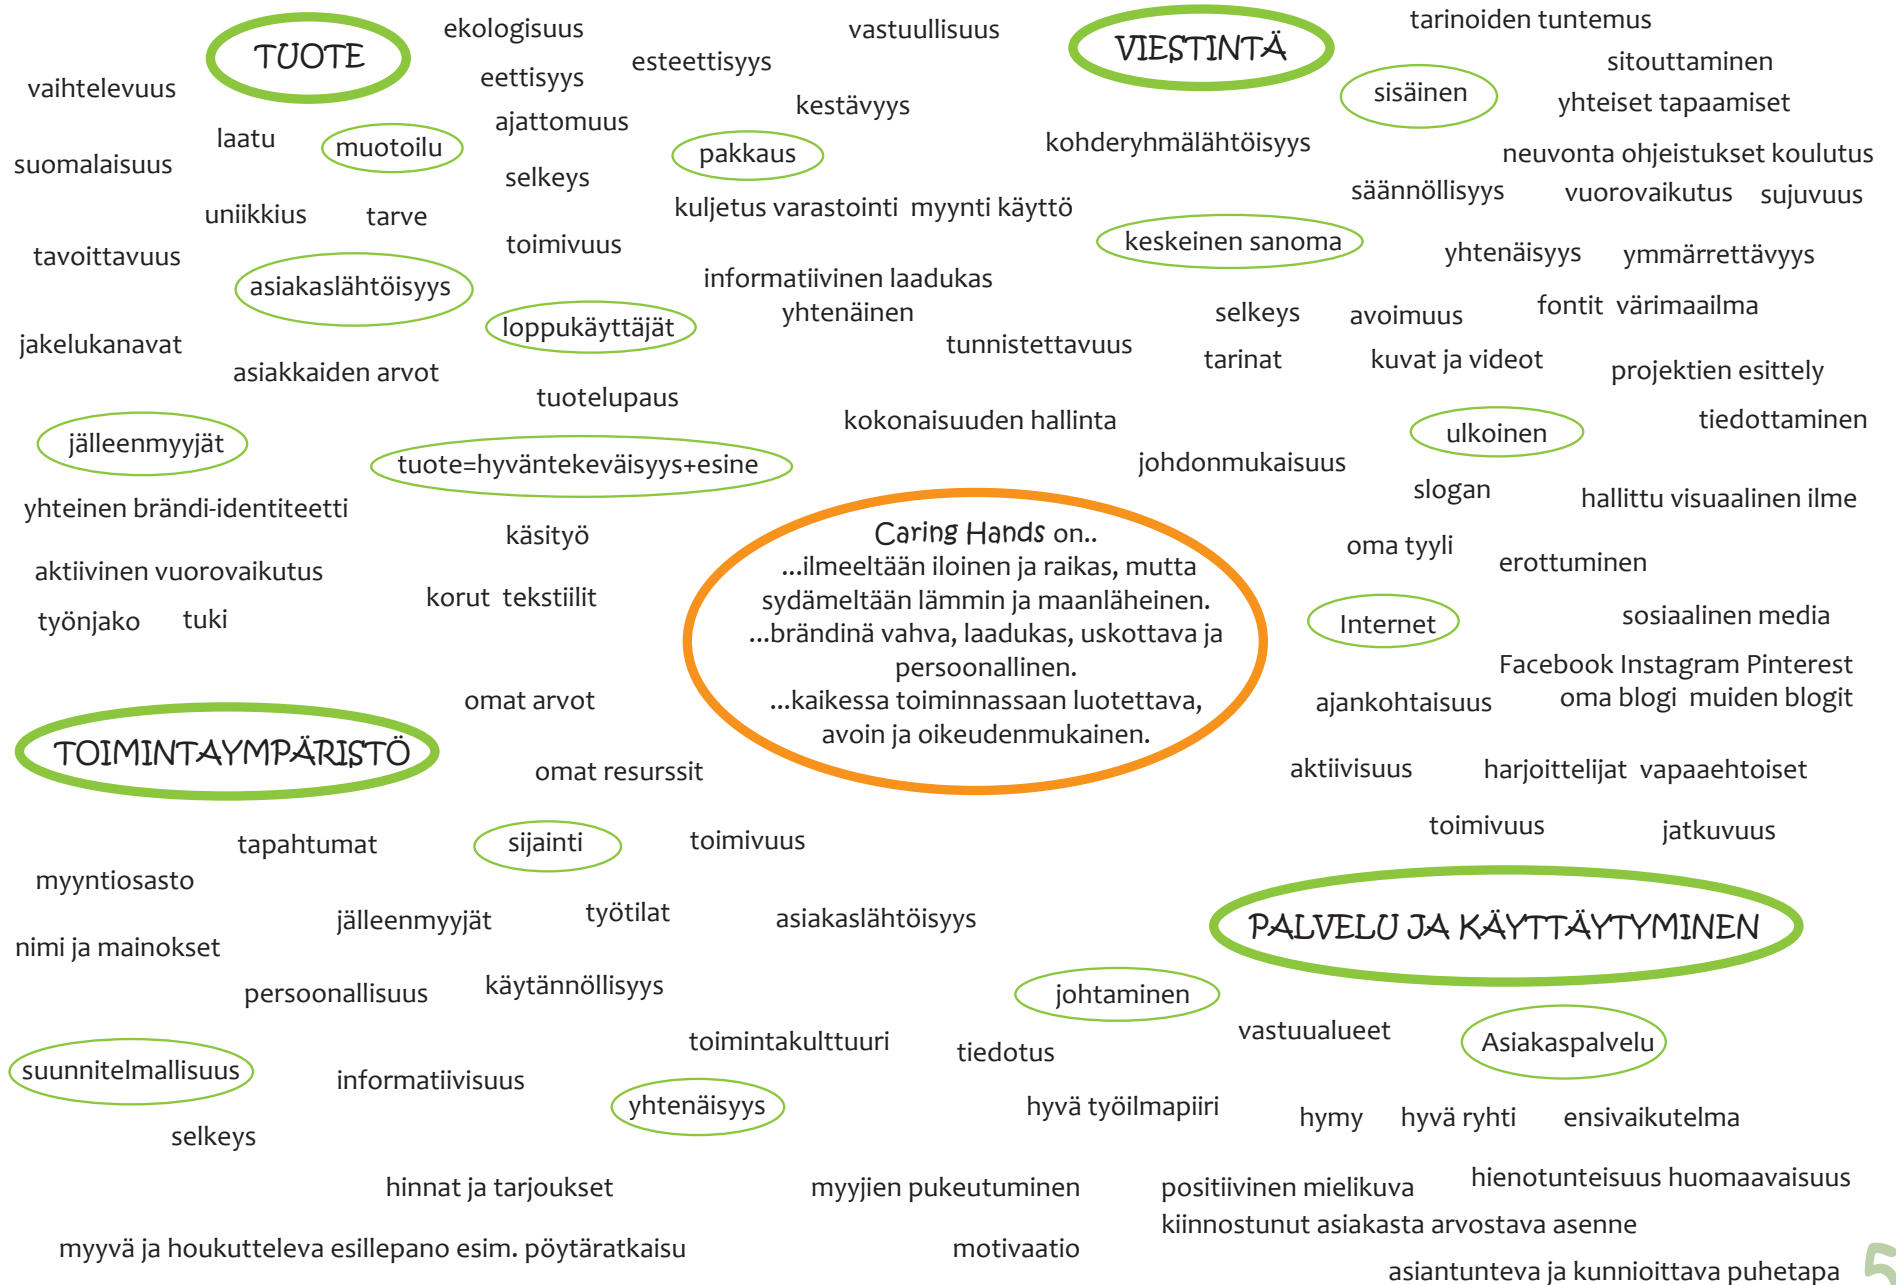 TUOTE
ekologisuus
vastuullisuus
VIESTINTÄ
tarinoiden tuntemus
vaihtelevuus
eettisyys
esteettisyys
sisäinen
sitouttaminen
yhteiset tapaamiset
laatu
muotoilu
ajattomuus
kestävyys
pakkaus
kohderyhmälähtöisyys
neuvonta ohjeistukset koulutus
suomalaisuus
selkeys
säännöllisyys
vuorovaikutus
sujuvuus
uniikkius
tarve
kuljetus varastointi myynti käyttö
tavoittavuus
toimivuus
keskeinen sanoma
yhtenäisyys
ymmärrettävyys
asiakaslähtöisyys
informatiivinen laadukas
yhtenäinen
loppukäyttäjät
selkeys
avoimuus
fontit värimaailma
jakelukanavat
tunnistettavuus
tarinat
kuvat ja videot
projektien esittely
asiakkaiden arvot
tuotelupaus
kokonaisuuden hallinta
ulkoinen
tiedottaminen
jälleenmyyjät
tuote=hyväntekeväisyys+esine
johdonmukaisuus
slogan
hallittu visuaalinen ilme
yhteinen brändi-identiteetti
käsityö
oma tyyli
erottuminen
aktiivinen vuorovaikutus
korut tekstiilit
työnjako
tuki
Caring Hands on..
...ilmeeltään iloinen ja raikas, mutta
sydämeltään lämmin ja maanläheinen.
...brändinä vahva, laadukas, uskottava ja
persoonallinen.
...kaikessa toiminnassaan luotettava,
avoin ja oikeudenmukainen.
Internet
sosiaalinen media
Facebook Instagram Pinterest
oma blogi muiden blogit
ajankohtaisuus
omat arvot
TOIMINTAYMPÄRISTÖ
omat resurssit
aktiivisuus
harjoittelijat vapaaehtoiset
toimivuus
jatkuvuus
tapahtumat
sijainti
toimivuus
myyntiosasto
jälleenmyyjät
työtilat
asiakaslähtöisyys
PALVELU JA KÄYTTÄYTYMINEN
nimi ja mainokset
persoonallisuus
käytännöllisyys
johtaminen
vastuualueet
Asiakaspalvelu
toimintakulttuuri
tiedotus
suunnitelmallisuus
informatiivisuus
yhtenäisyys
hyvä työilmapiiri
hymy
hyvä ryhti
ensivaikutelma
selkeys
hinnat ja tarjoukset
myyjien pukeutuminen
positiivinen mielikuva
hienotunteisuus huomaavaisuus
kiinnostunut asiakasta arvostava asenne
myyvä ja houkutteleva esillepano esim. pöytäratkaisu
motivaatio
asiantunteva ja kunnioittava puhetapa
5